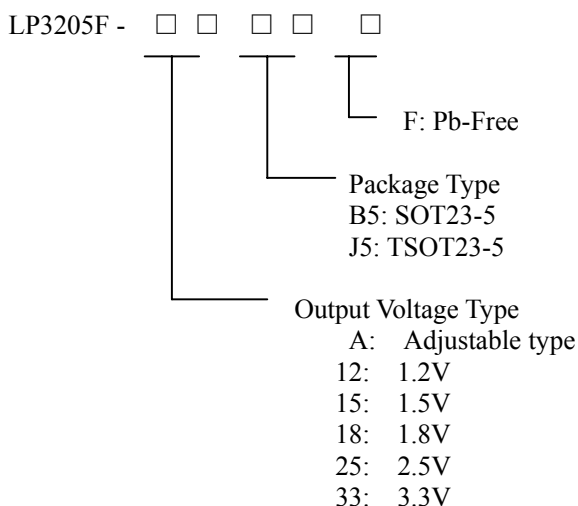 LP3205F - □ □ □ □ □
F: Pb-Free
Package Type
B5: SOT23-5
J5: TSOT23-5
Output Voltage Type
A: Adjustable type
12: 1.2V
15: 1.5V
18: 1.8V
25: 2.5V
33: 3.3V